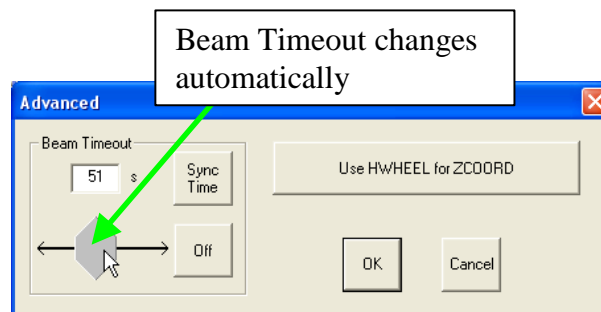 Beam Timeout changes
automatically
Advanced
Beam Timeout
51 s
Sync
Time
Use HWHEEL for ZCOORD
Off
OK
Cancel